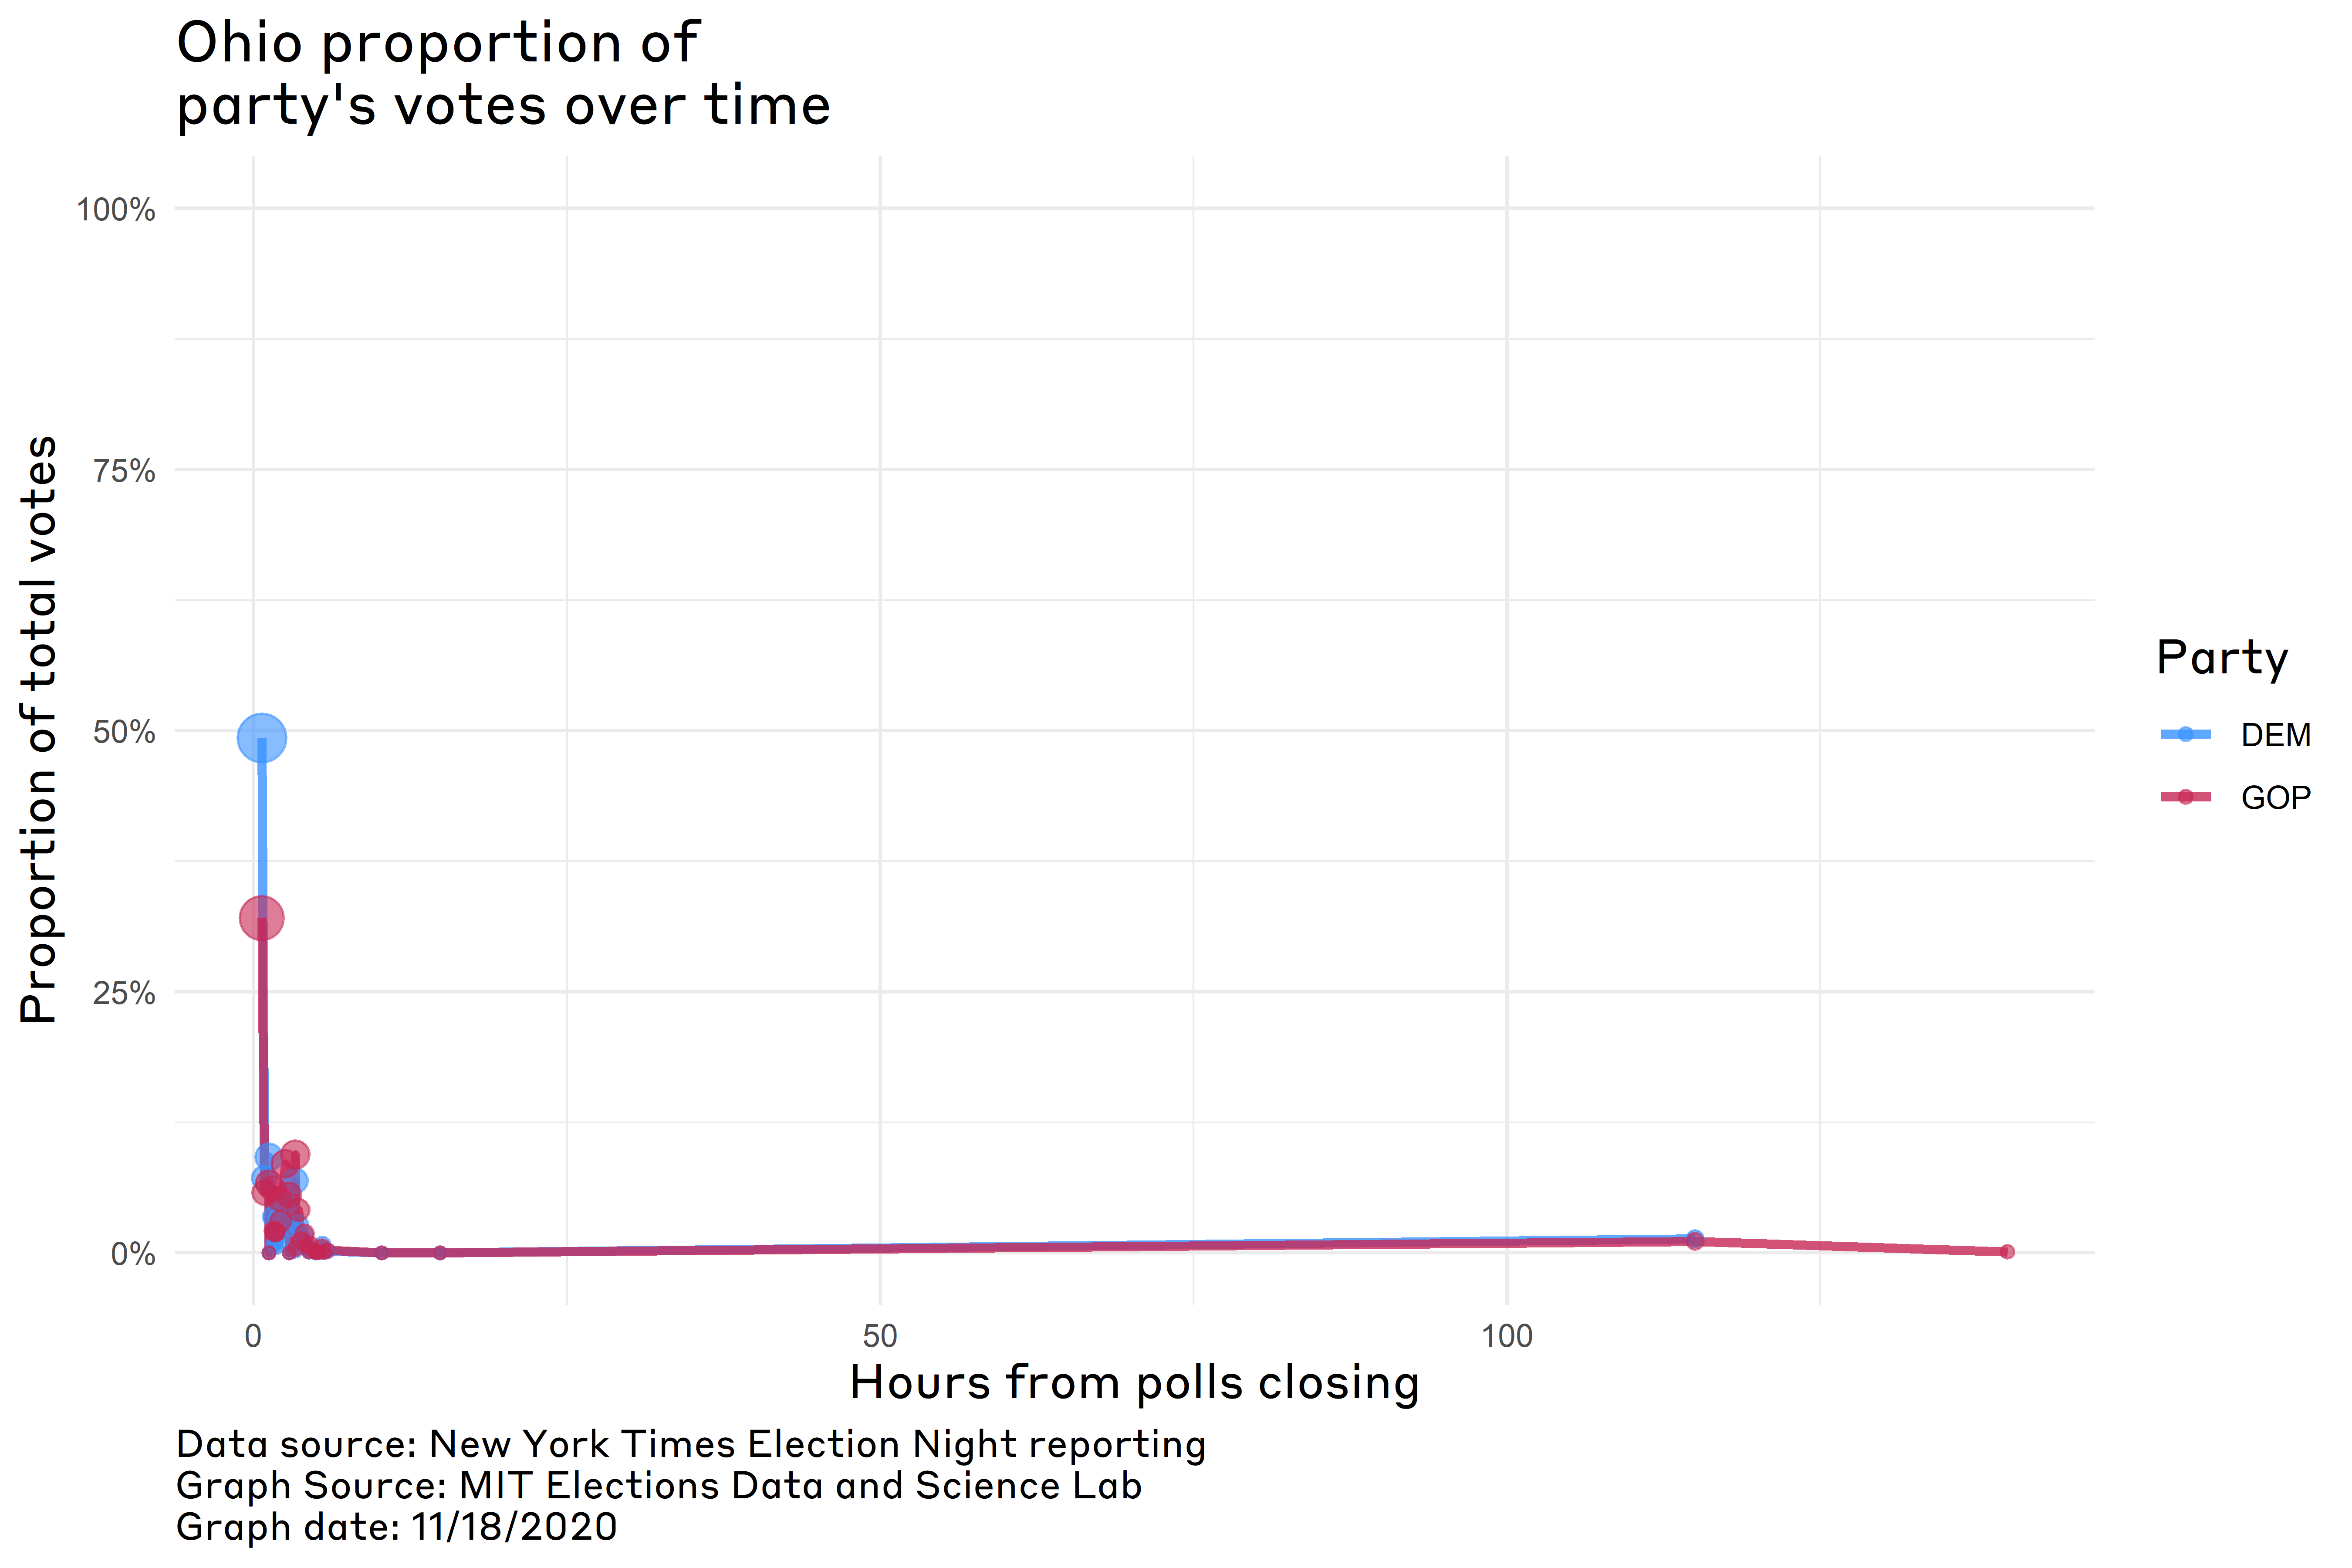 Ohio proportion of
party's votes over time
Proportion of total votes
100%
75%
50%
25%
0%
0
50
100
Hours from polls closing
Party
DEM
GOP
Data source: New York Times Election Night reporting
Graph Source: MIT Elections Data and Science Lab
Graph date: 11/18/2020